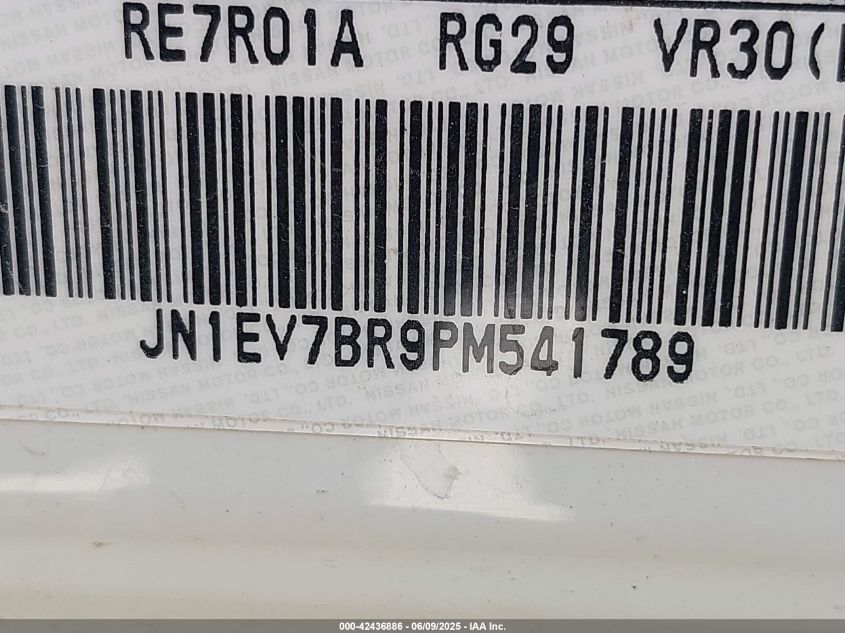 RE7R01A RG29 VR30(
JN1EV7BR9PM541789
000-42436886 - 06/09/2025 - IAA Inc.